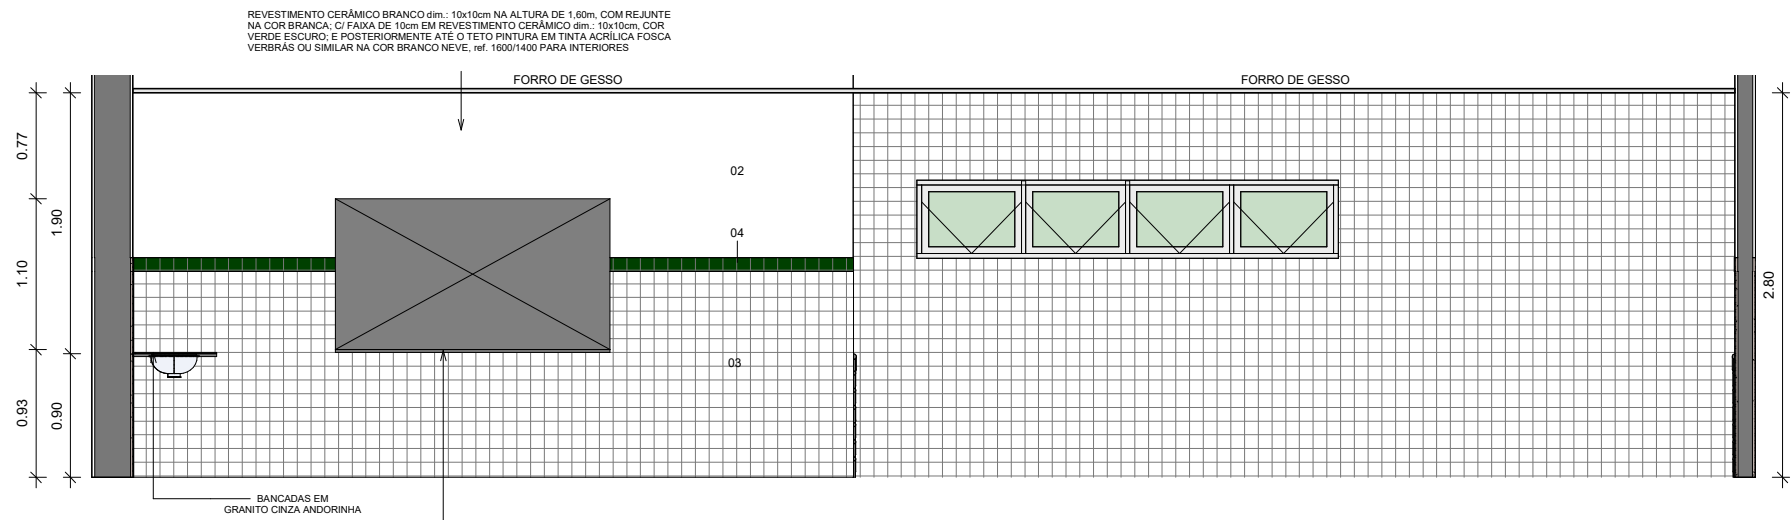 REVESTIMENTO CERÂMICO BRANCO dim.: 10x10cm NA ALTURA DE 1,60m, COM REJUNTE
NA COR BRANCA; C/ FAIXA DE 10cm EM REVESTIMENTO CERÂMICO dim.: 10x10cm, COR
VERDE ESCURO; E POSTERIORMENTE ATÉ O TETO PINTURA EM TINTA ACRÍLICA FOSCA
VERBRÁS OU SIMILAR NA COR BRANCO NEVE, ref. 1600/1400 PARA INTERIORES
FORRO DE GESSO
FORRO DE GESSO
0.77
02
1.90
04
1.10
2.80
03
0.93
0.90
BANCADAS EM
GRANITO CINZA ANDORINHA